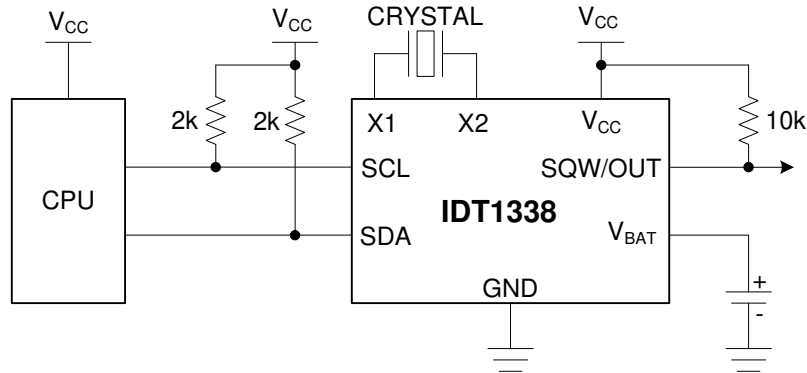 CRYSTAL
VCC
VCC
VCC
2k
2k
X1
X2
VCC
10k
SCL
SQW/OUT
CPU
IDT1338
SDA
VBAT
GND
+
-